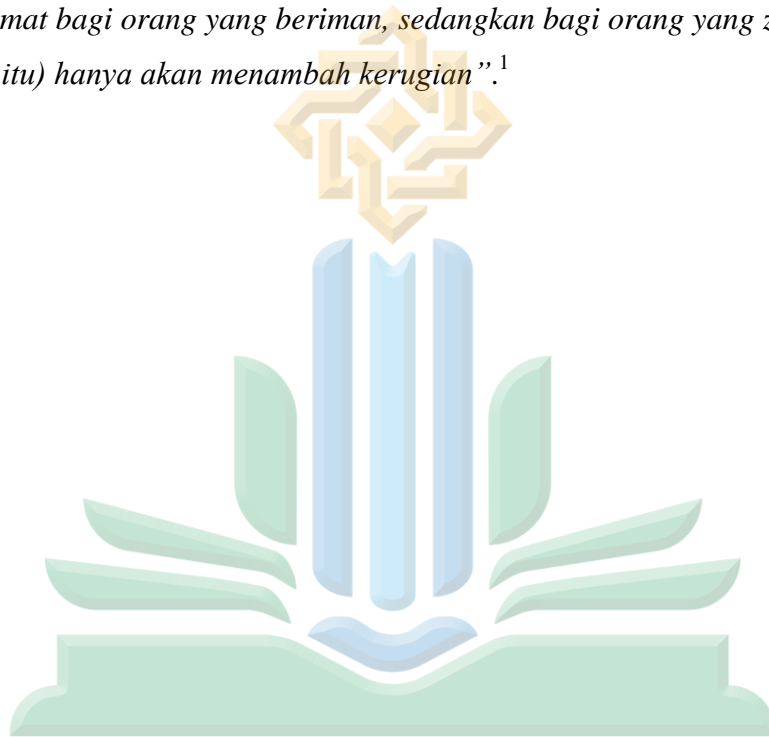 mat bagi orang yang beriman, sedangkan bagi orang yang
itu) hanya akan menambah kerugian”.¹